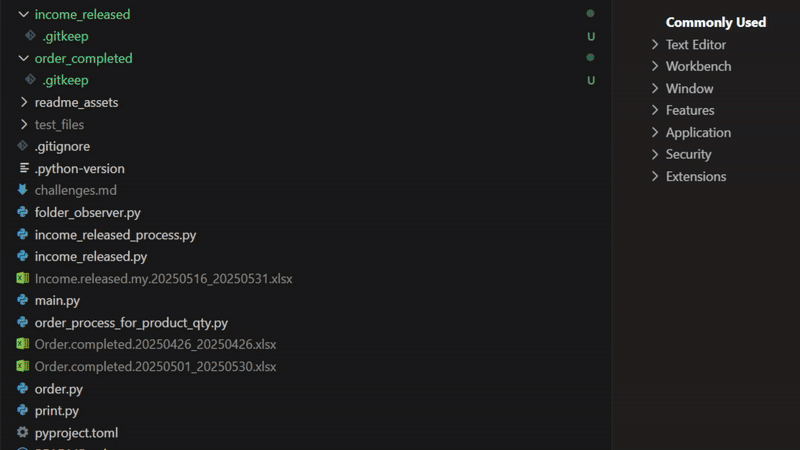 income_released
.gitkeep
U
order_completed
.gitkeep
U
readme_assets
test_files
.gitignore
.python-version
challenges.md
folder_observer.py
income_released_process.py
income_released.py
Income.released.my.20250516_20250531.xlsx
main.py
order_process_for_product_qty.py
Order.completed.20250426_20250426.xlsx
Order.completed.20250501_20250530.xlsx
order.py
print.py
pyproject.toml
Commonly Used
Text Editor
Workbench
Window
Features
Application
Security
Extensions